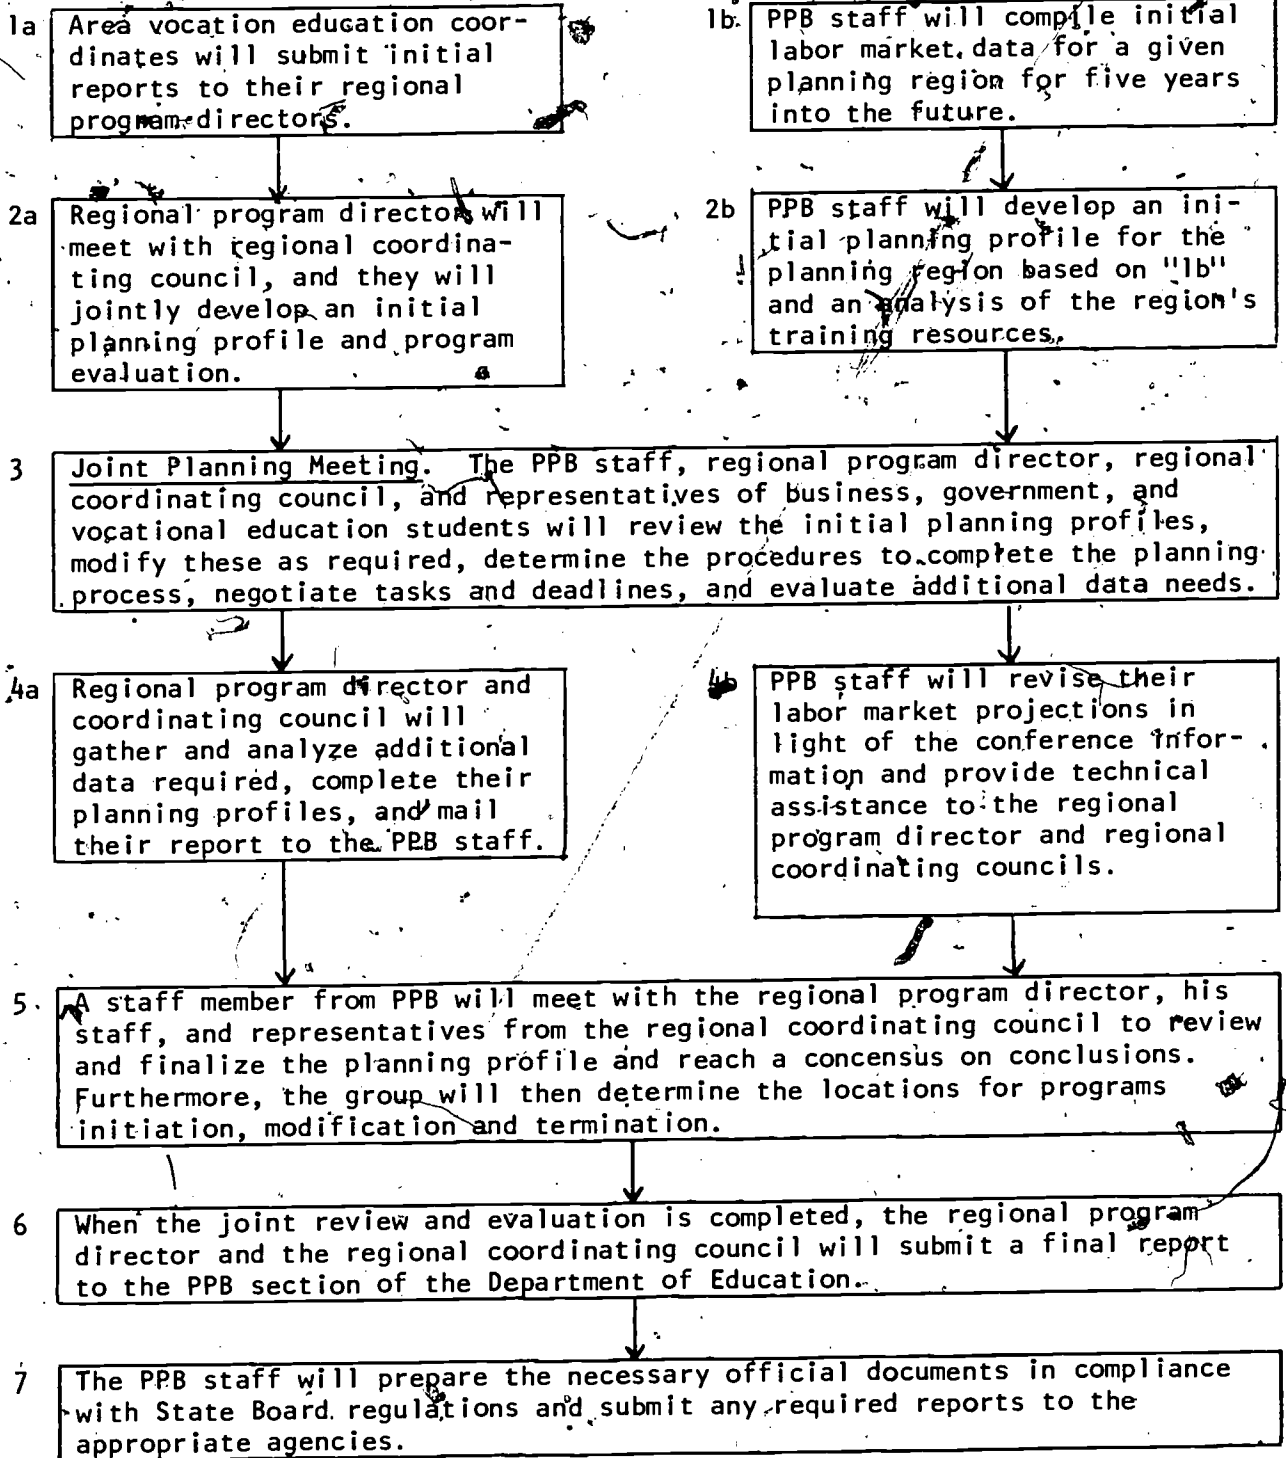 1a
Area vocation education coor-
dinates will submit initial
reports to their regional
program directors.
1b.
PPB staff will compile initial
labor market data for a given
planning region for five years
into the future.
2a
Regional program director will
meet with regional coordina-
ting council, and they will
jointly develop an initial
planning profile and program
evaluation.
2b
PPB staff will develop an ini-
tial planning profile for the
planning region based on "1b"
and an analysis of the region's
training resources.
3
Joint Planning Meeting. The PPB staff, regional program director, regional
coordinating council, and representatives of business, government, and
vocational education students will review the initial planning profiles,
modify these as required, determine the procedures to complete the planning
process, negotiate tasks and deadlines, and evaluate additional data needs.
4a
Regional program director and
coordinating council will
gather and analyze additional
data required, complete their
planning profiles, and mail
their report to the PPB staff.
4b
PPB staff will revise their
labor market projections in
light of the conference infor-
mation and provide technical
assistance to the regional
program director and regional
coordinating councils.
5.
A staff member from PPB will meet with the regional program director, his
staff, and representatives from the regional coordinating council to review
and finalize the planning profile and reach a concensus on conclusions.
Furthermore, the group will then determine the locations for programs
initiation, modification and termination.
6
When the joint review and evaluation is completed, the regional program
director and the regional coordinating council will submit a final report
to the PPB section of the Department of Education.
7
The PPB staff will prepare the necessary official documents in compliance
with State Board regulations and submit any required reports to the
appropriate agencies.